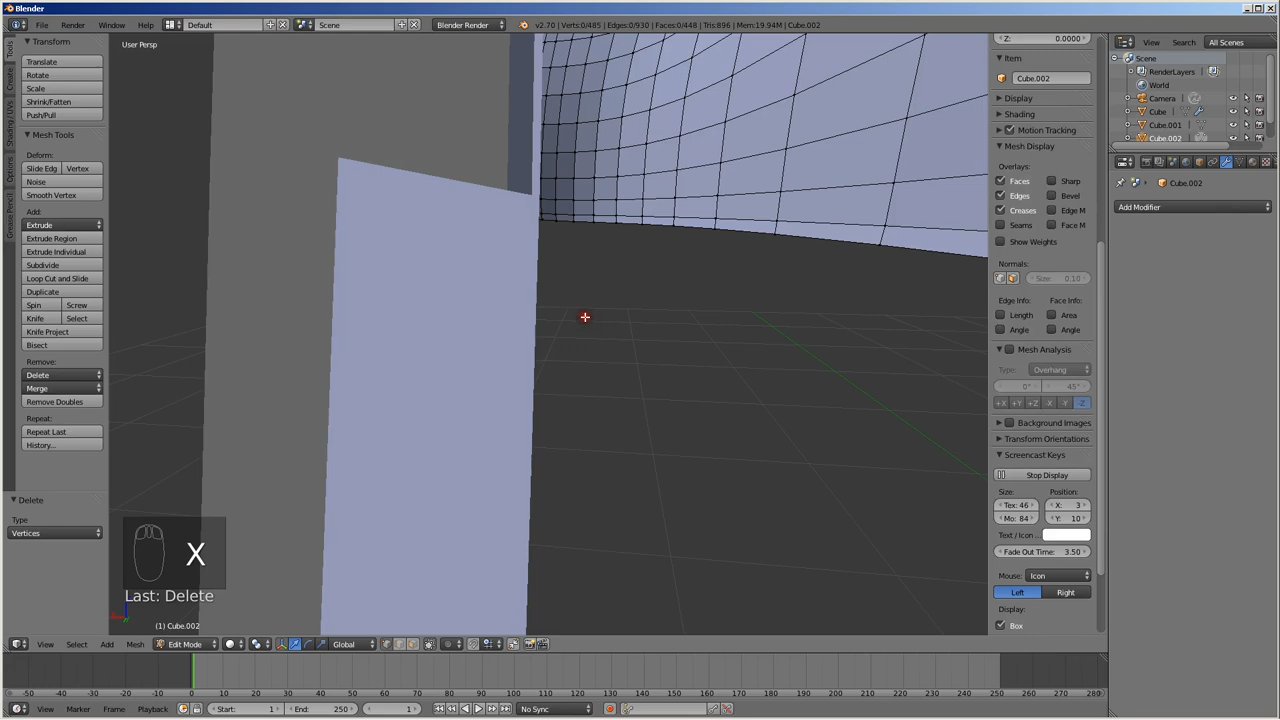 Blender
File Render Window Help Default Scene Blender Render v2.70 | Verts:0/485 | Edges:0/930 | Faces:0/448 | Tris:896 | Mem:19.94M | Cube.002
Tools
Create
Shading / UVs
Options
Grease Pencil
Transform
Translate
Rotate
Scale
Shrink/Fatten
Push/Pull
Mesh Tools
Deform:
Slide Edg Vertex
Noise
Smooth Vertex
Add:
Extrude
Extrude Region
Extrude Individual
Subdivide
Loop Cut and Slide
Duplicate
Spin Screw
Knife Select
Knife Project
Bisect
Remove:
Delete
Merge
Remove Doubles
Repeat:
Repeat Last
History...
Delete
Type
Vertices
User Persp
X
Last: Delete
(1) Cube.002
Z: 0.0000
Item
Cube.002
Display
Shading
Motion Tracking
Mesh Display
Overlays:
Faces Sharp
Edges Bevel
Creases Edge M
Seams Face M
Show Weights
Normals:
Size: 0.10
Edge Info: Face Info:
Length Area
Angle Angle
Mesh Analysis
Type: Overhang
0° 45°
+X +Y +Z -X -Y -Z
Background Images
Transform Orientations
Screencast Keys
Stop Display
Size: Position:
Tex: 46 X: 3
Mo: 84 Y: 10
Text / Icon
Fade Out Time: 3.50
Mouse: Icon
Left Right
Display:
Box
View Search All Scenes
Scene
RenderLayers
World
Camera
Cube
Cube.001
Cube.002
Cube.002
Add Modifier
View Select Add Mesh Edit Mode Global
-50 -40 -30 -20 -10 0 10 20 30 40 50 60 70 80 90 100 110 120 130 140 150 160 170 180 190 200 210 220 230 240 250 260 270 280
View Marker Frame Playback Start: 1 End: 250 1 No Sync